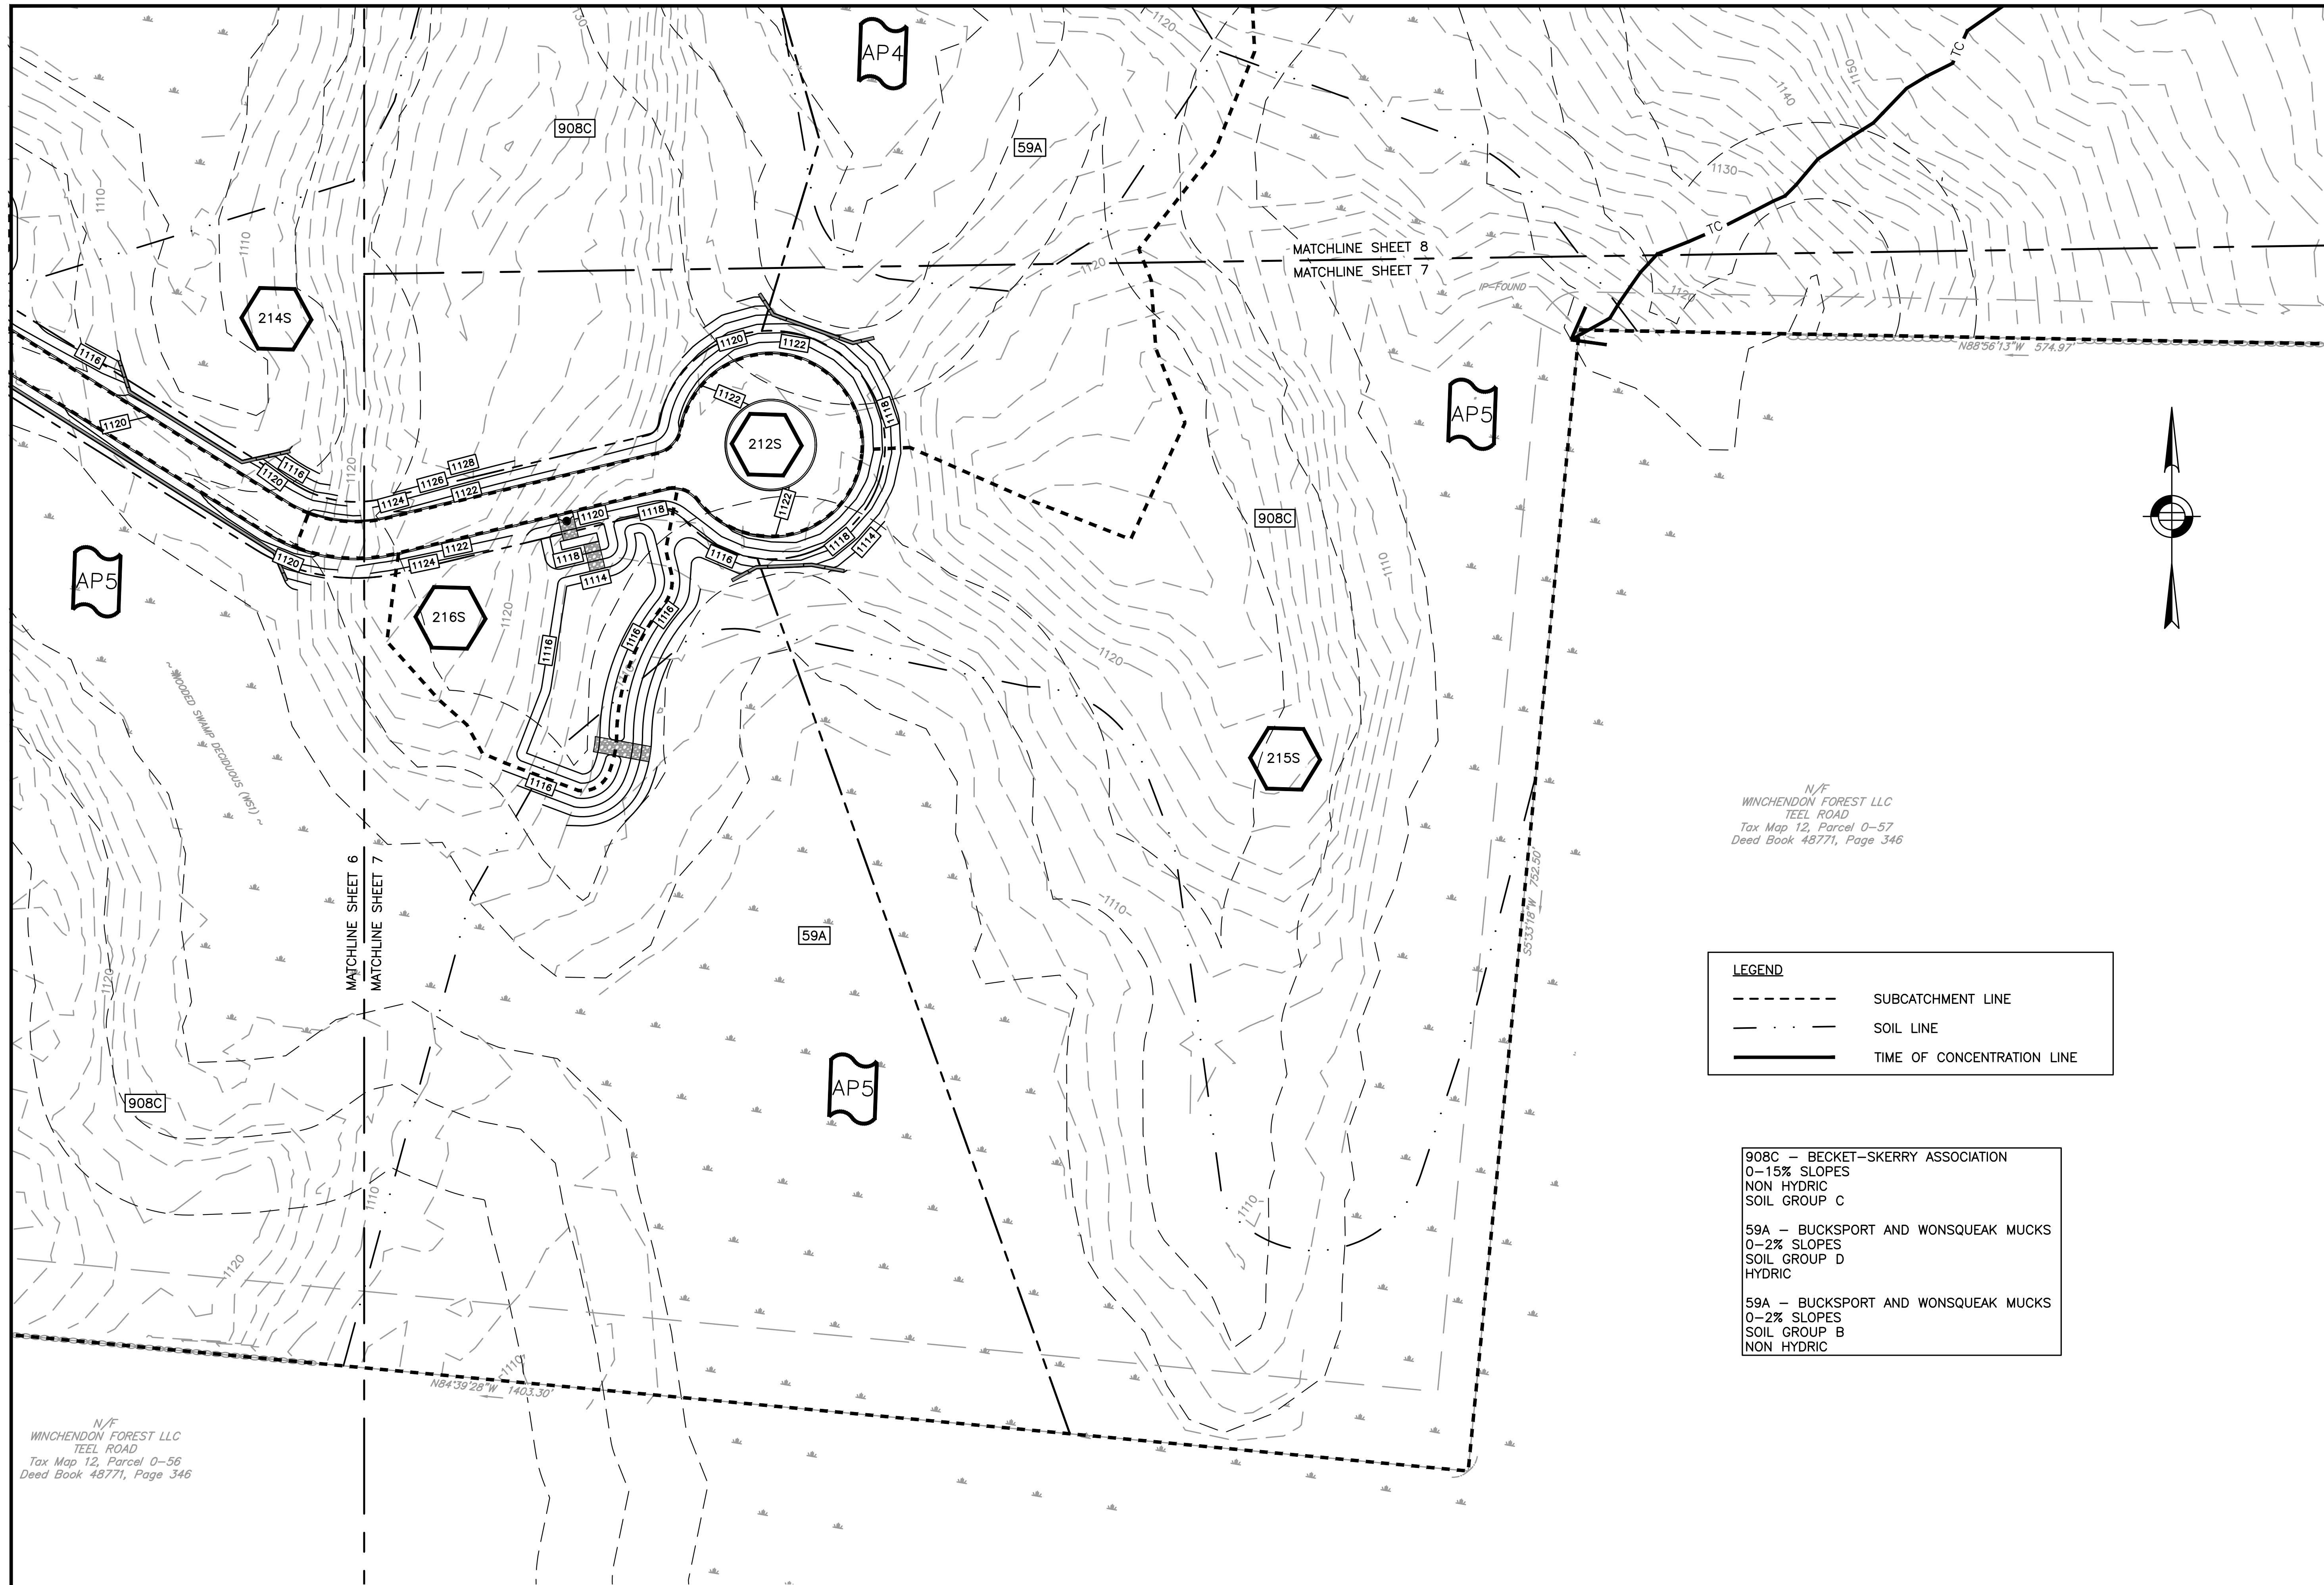 AP4
1130
1120
TC
1150
1140
908C
59A
1130
1110
1110
TC
MATCHLINE SHEET 8
MATCHLINE SHEET 7
1120
IP-FOUND
1120
214S
1116
1120
1122
N88°56'13"W 574.97'
1122
1118
AP5
1120
212S
1116
1120
1120
1128
1126
1124
1122
1122
1120
1118
908C
1118
1114
1122
1124
1120
1118
1114
1116
1110
AP5
216S
1120
1116
1116
1116
1120
~ WOODED SWAMP DECIDUOUS (WS1) ~
215S
1116
N/F
WINCHENDON FOREST LLC
TEEL ROAD
Tax Map 12, Parcel 0-57
Deed Book 48771, Page 346
MATCHLINE SHEET 6
MATCHLINE SHEET 7
S5°33'18"W 752.50'
1110
59A
1120
LEGEND
SUBCATCHMENT LINE
SOIL LINE
TIME OF CONCENTRATION LINE
AP5
908C
908C - BECKET-SKERRY ASSOCIATION
0-15% SLOPES
NON HYDRIC
SOIL GROUP C
59A - BUCKSPORT AND WONSQUEAK MUCKS
0-2% SLOPES
SOIL GROUP D
HYDRIC
59A - BUCKSPORT AND WONSQUEAK MUCKS
0-2% SLOPES
SOIL GROUP B
NON HYDRIC
1110
1110
1120
1110
N84°39'28"W 1403.30'
N/F
WINCHENDON FOREST LLC
TEEL ROAD
Tax Map 12, Parcel 0-56
Deed Book 48771, Page 346